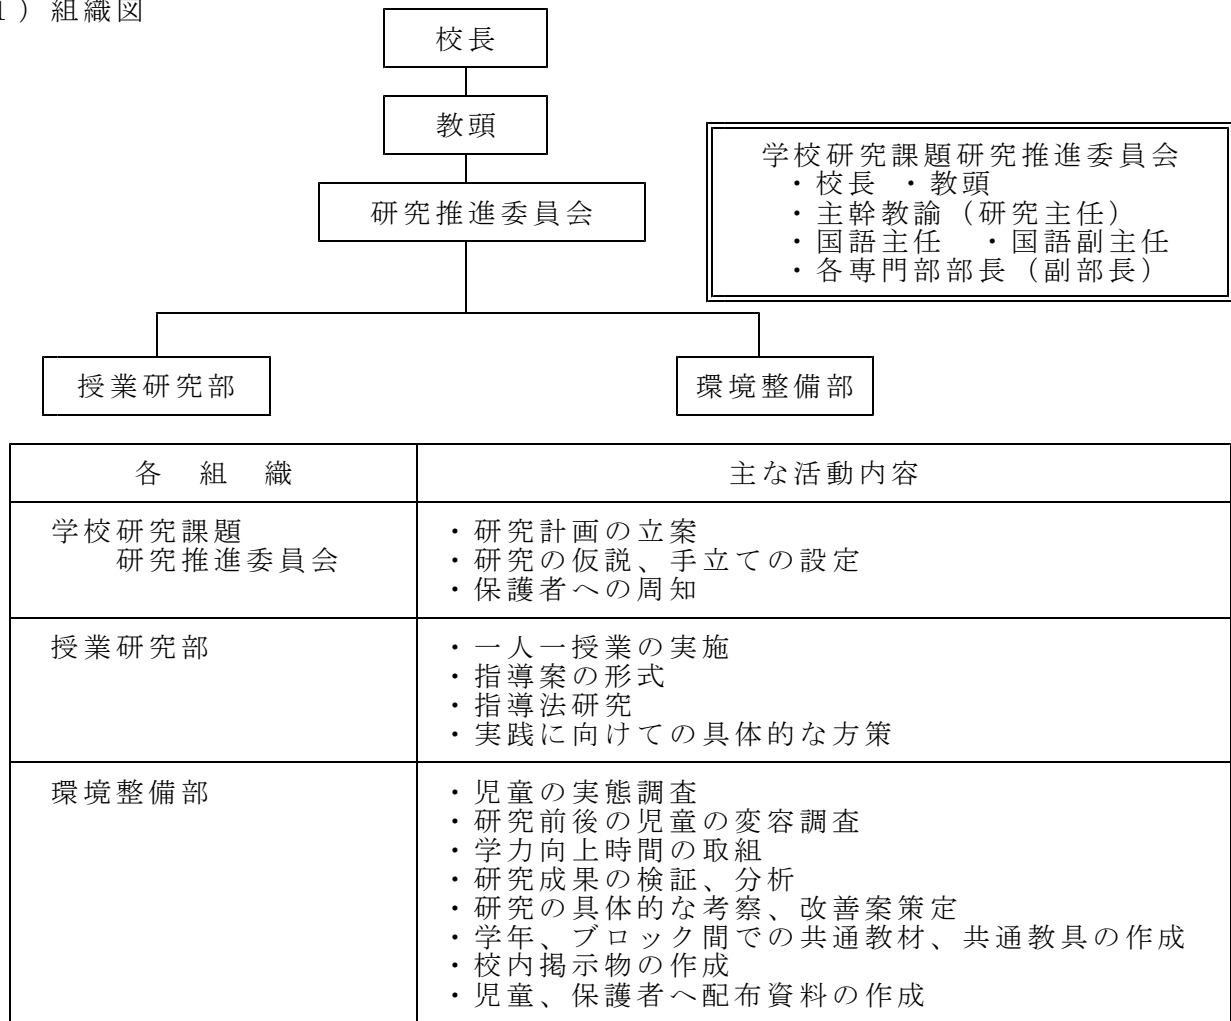 １）組織図
校長
教頭
研究推進委員会
学校研究課題研究推進委員会
・校長　・教頭
・主幹教諭（研究主任）
・国語主任　・国語副主任
・各専門部部長（副部長）
授業研究部
環境整備部
各　組　織
主な活動内容
学校研究課題
研究推進委員会
・研究計画の立案
・研究の仮説、手立ての設定
・保護者への周知
授業研究部
・一人一授業の実施
・指導案の形式
・指導法研究
・実践に向けての具体的な方策
環境整備部
・児童の実態調査
・研究前後の児童の変容調査
・学力向上時間の取組
・研究成果の検証、分析
・研究の具体的な考察、改善案策定
・学年、ブロック間での共通教材、共通教具の作成
・校内掲示物の作成
・児童、保護者へ配布資料の作成